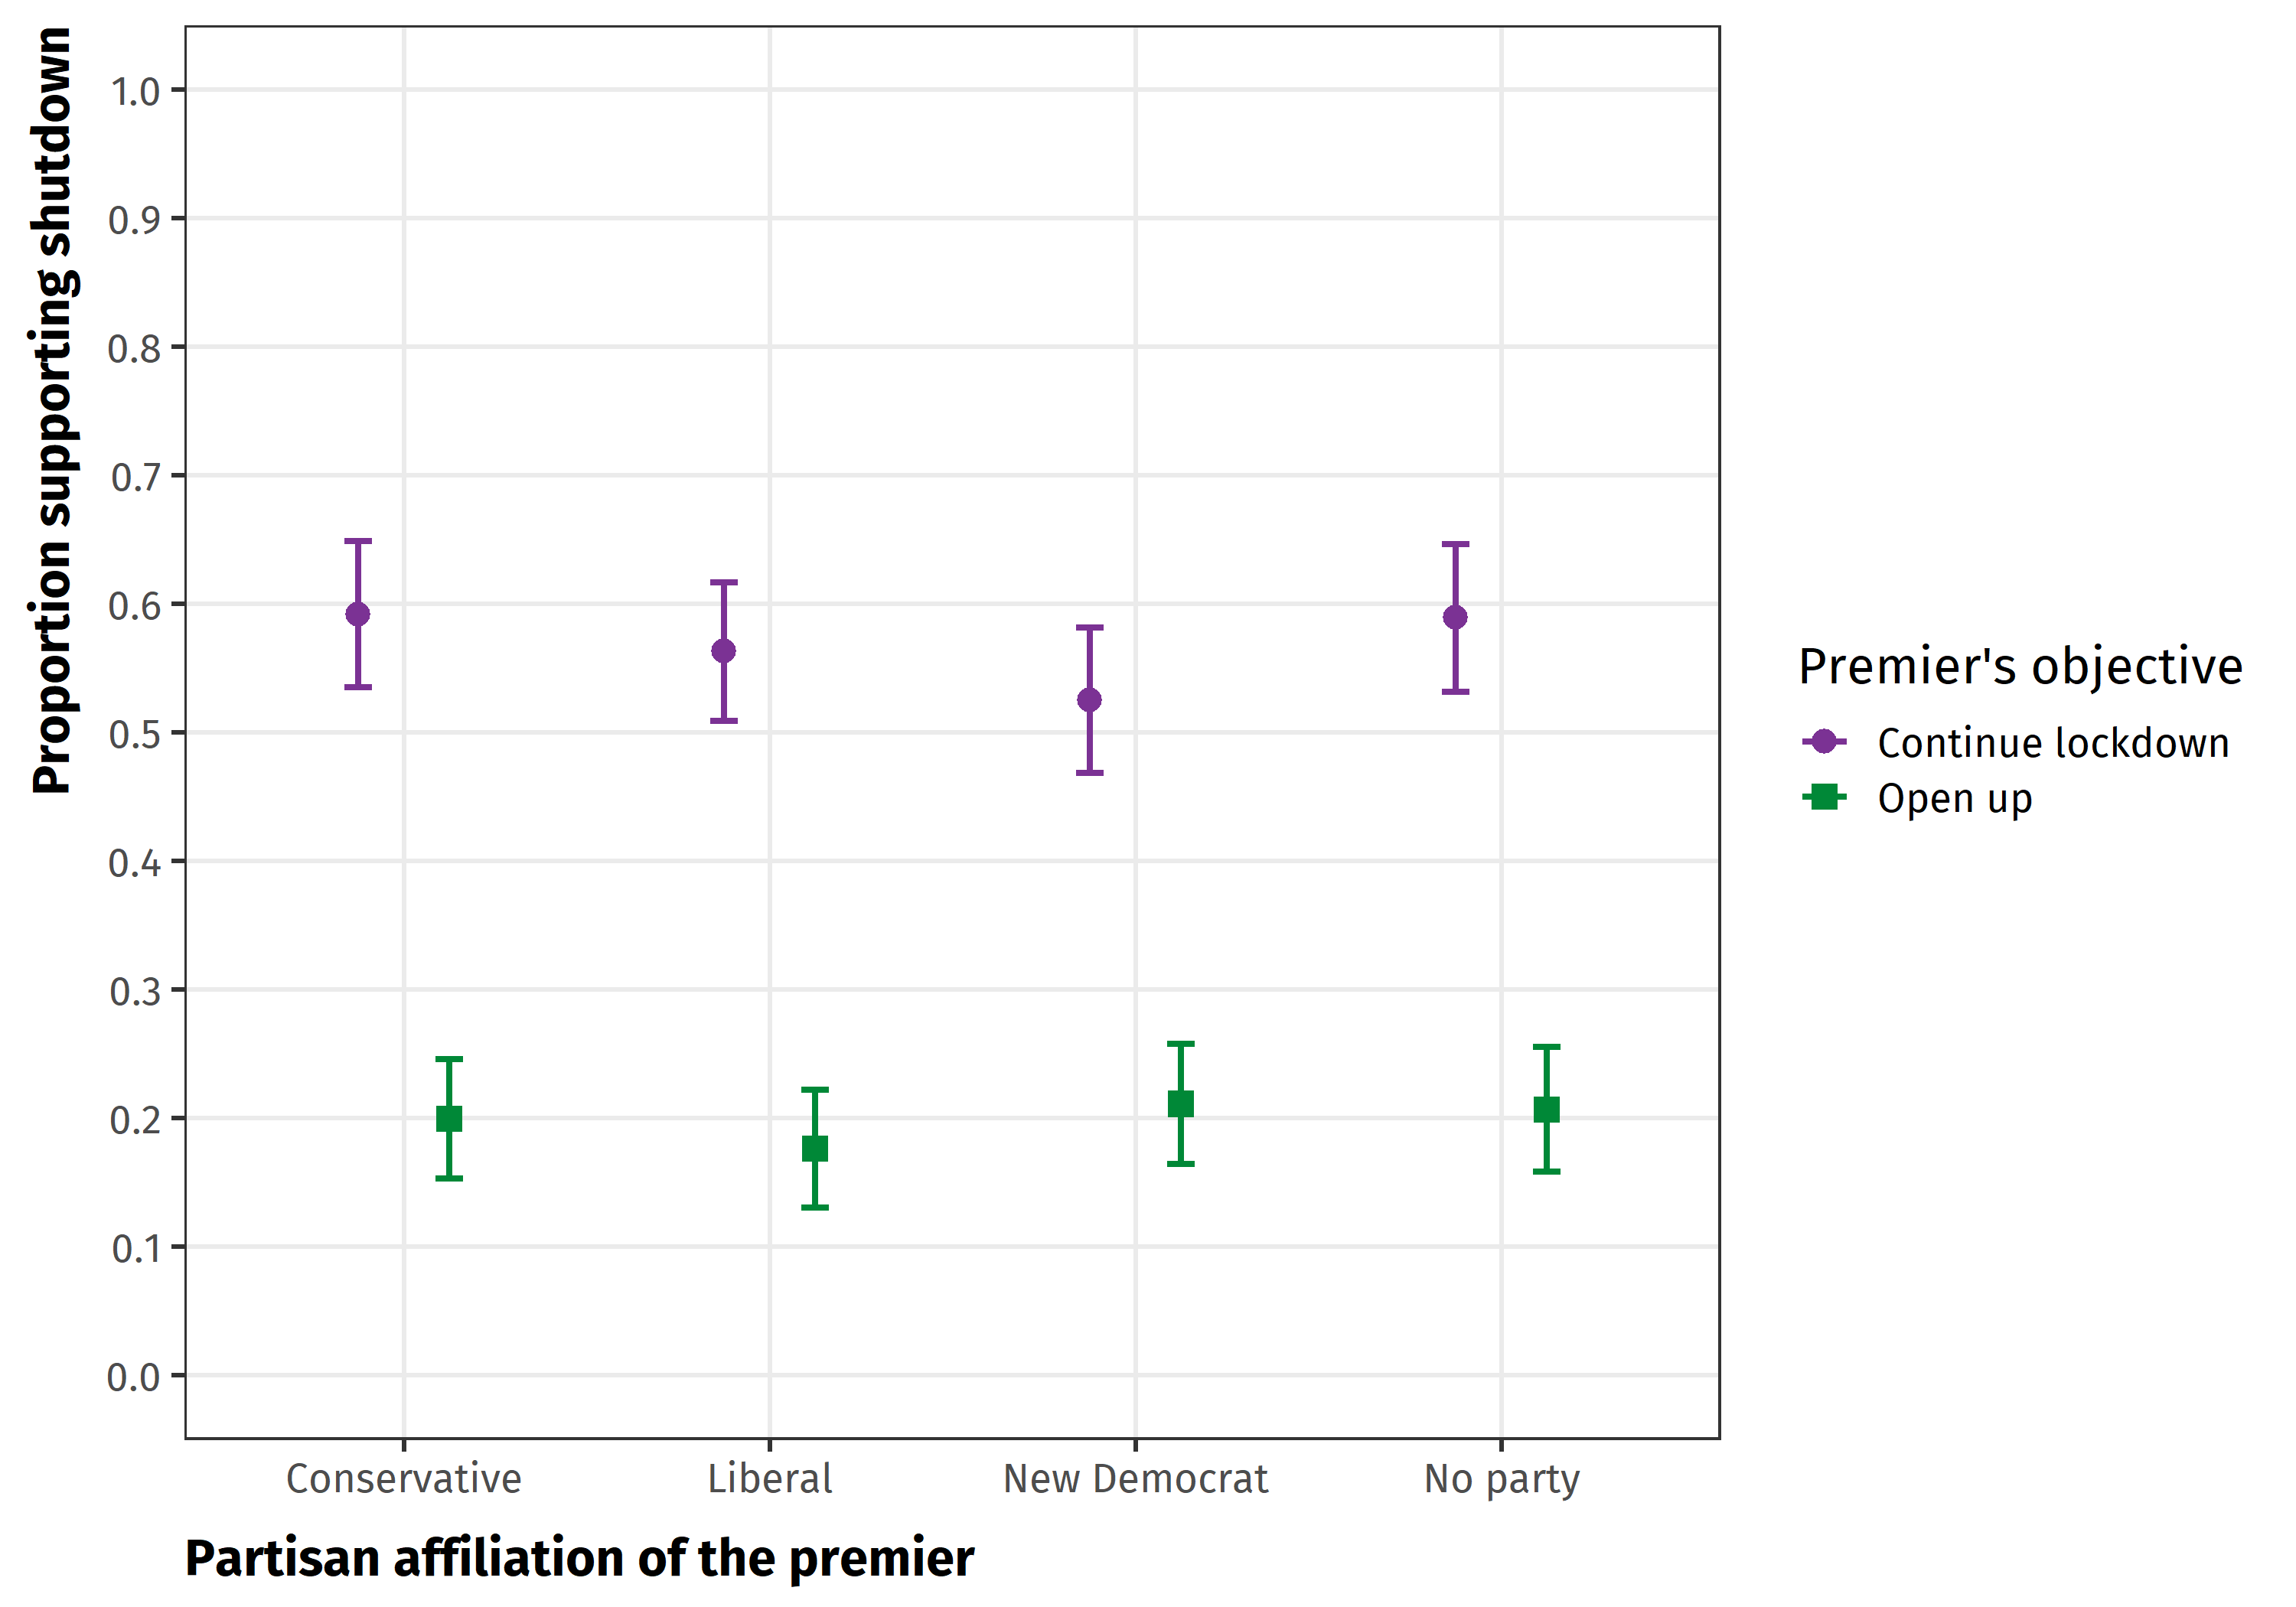 Proportion supporting shutdown
1.0
0.9
0.8
0.7
0.6
0.5
0.4
0.3
0.2
0.1
0.0
Conservative
Liberal
New Democrat
No party
Partisan affiliation of the premier
Premier's objective
Continue lockdown
Open up